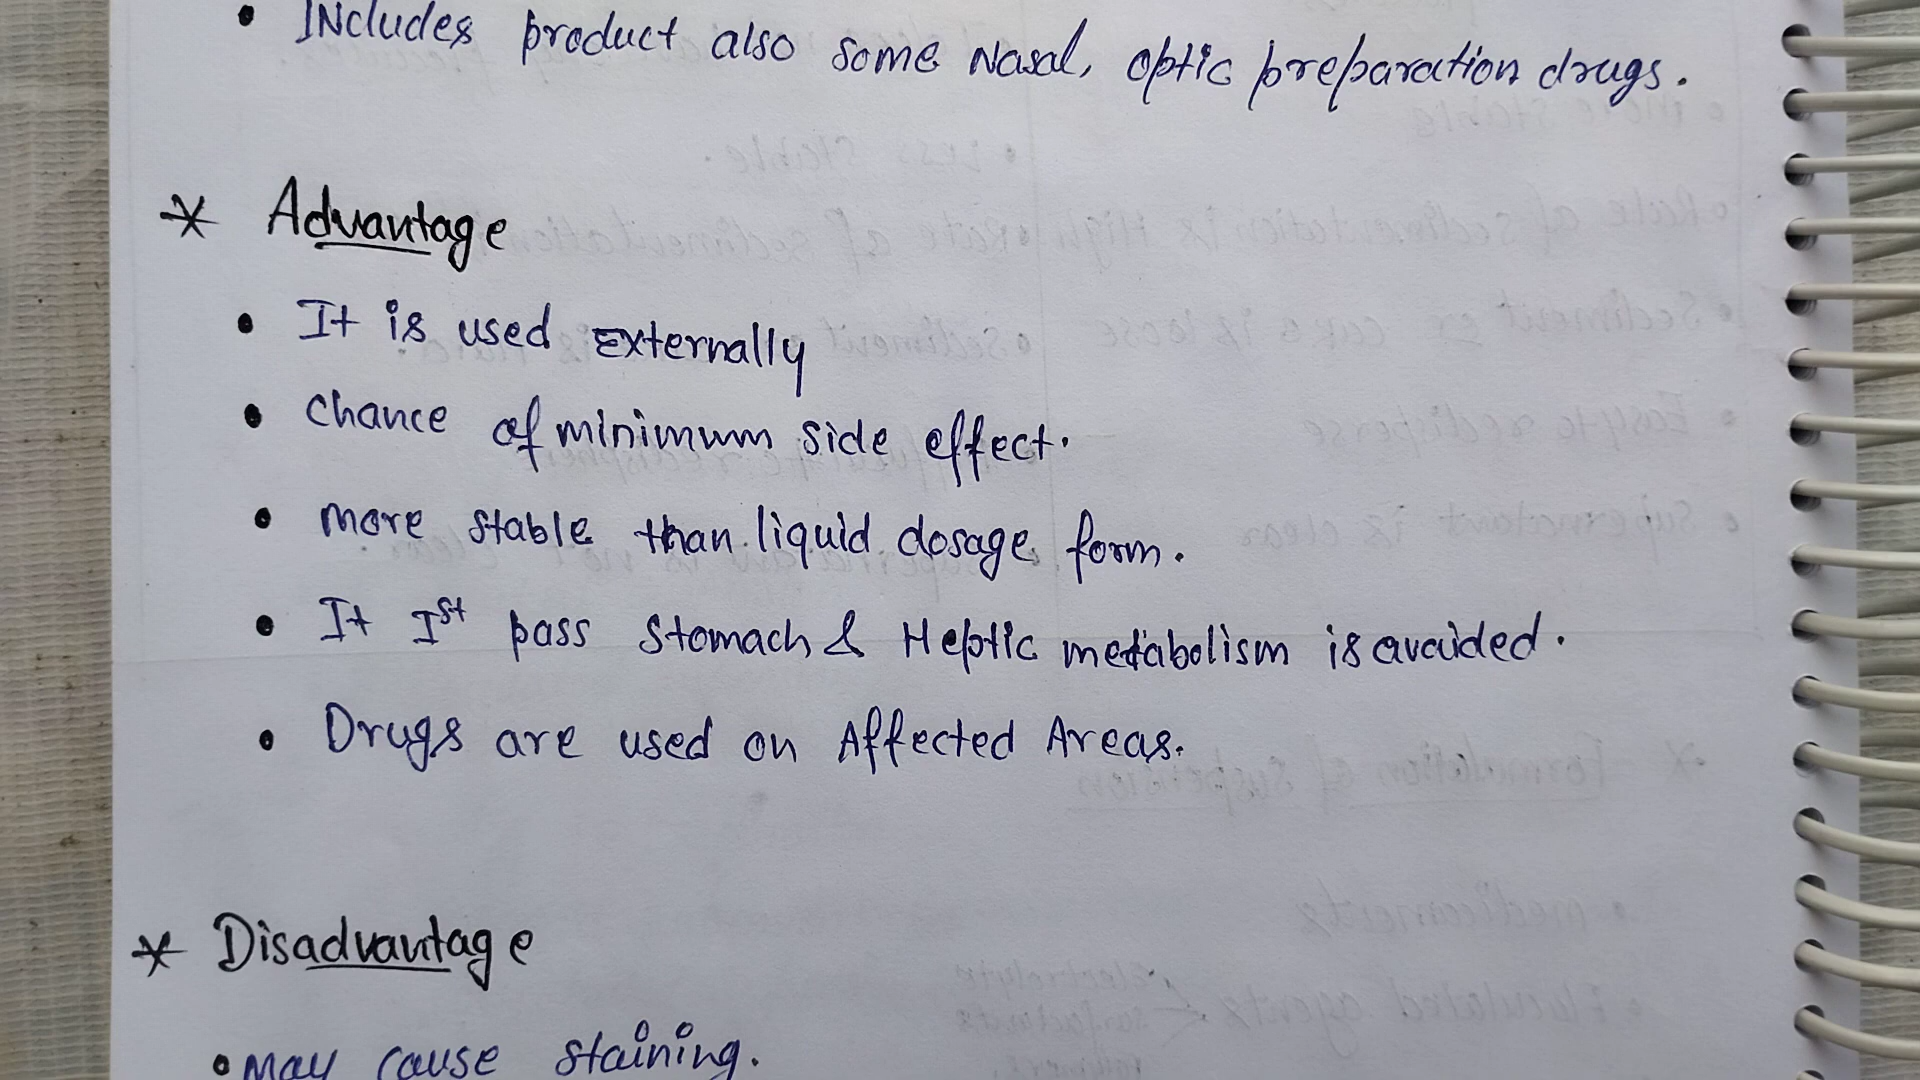 • Includes product also some Nasal, optic preparation drugs.
* Advantage
• It is used Externally
• chance of minimum side effect.
• more stable than liquid dosage form.
• It Ist pass Stomach & Heptic metabolism is avoided.
• Drugs are used on Affected Areas.
* Disadvantage
• may cause staining.